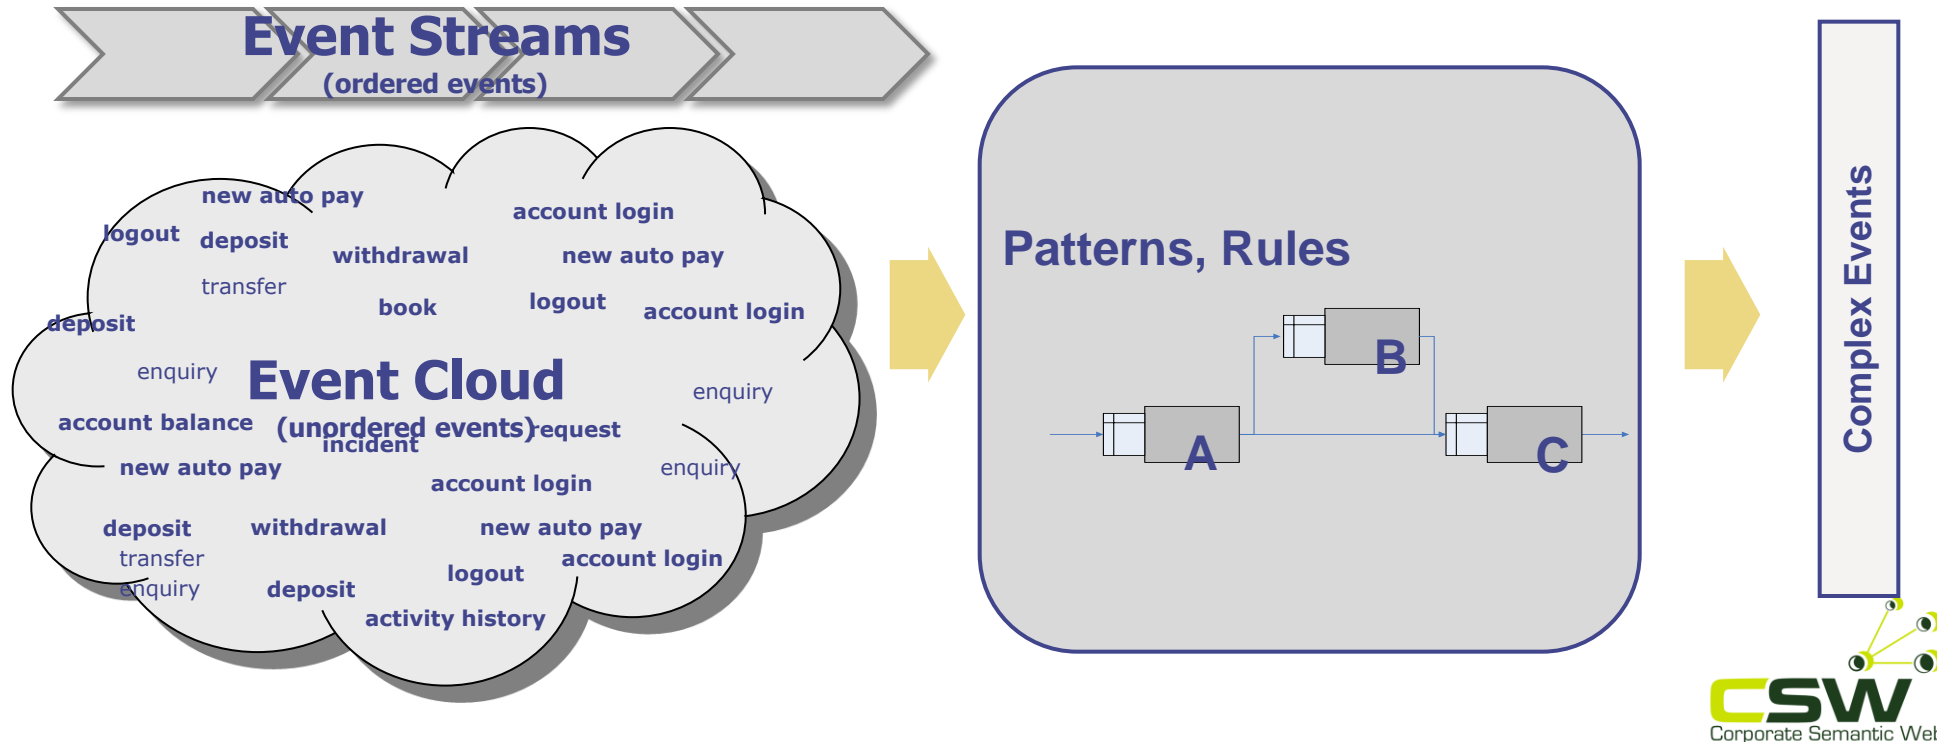 Event Streams
(ordered events)
new auto pay
account login
logout
deposit
withdrawal
new auto pay
transfer
book
logout
account login
deposit
enquiry
Event Cloud
enquiry
account balance
(unordered events)
request
incident
new auto pay
enquiry
account login
deposit
withdrawal
new auto pay
transfer
account login
enquiry
deposit
logout
activity history
Patterns, Rules
B
A
C
Complex Events
CSW
Corporate Semantic Web